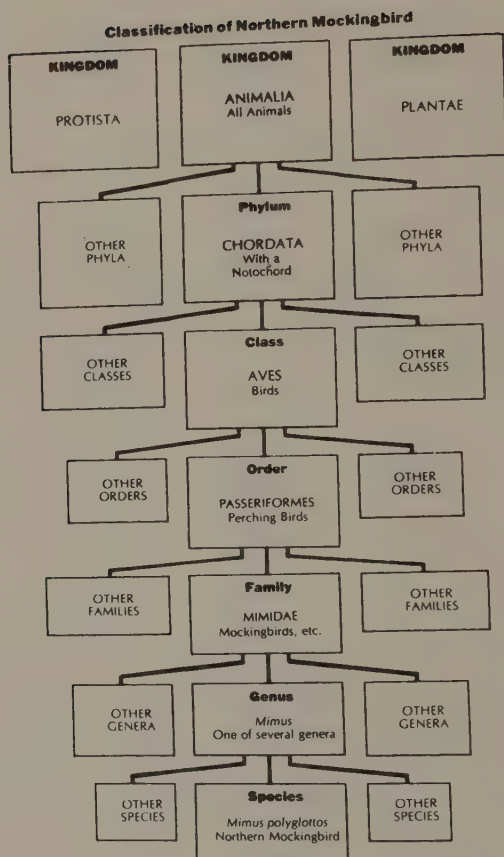 Classification of Northern Mockingbird
KINGDOM
PROTISTA
KINGDOM
ANIMALIA
All Animals
KINGDOM
PLANTAE
OTHER
PHYLA
Phylum
CHORDATA
With a
Notochord
OTHER
PHYLA
OTHER
CLASSES
Class
AVES
Birds
OTHER
CLASSES
OTHER
ORDERS
Order
PASSERIFORMES
Perching Birds
OTHER
ORDERS
OTHER
FAMILIES
Family
MIMIDAE
Mockingbirds, etc.
OTHER
FAMILIES
OTHER
GENERA
Genus
Mimus
One of several genera
OTHER
GENERA
OTHER
SPECIES
Species
Mimus polyglottos
Northern Mockingbird
OTHER
SPECIES